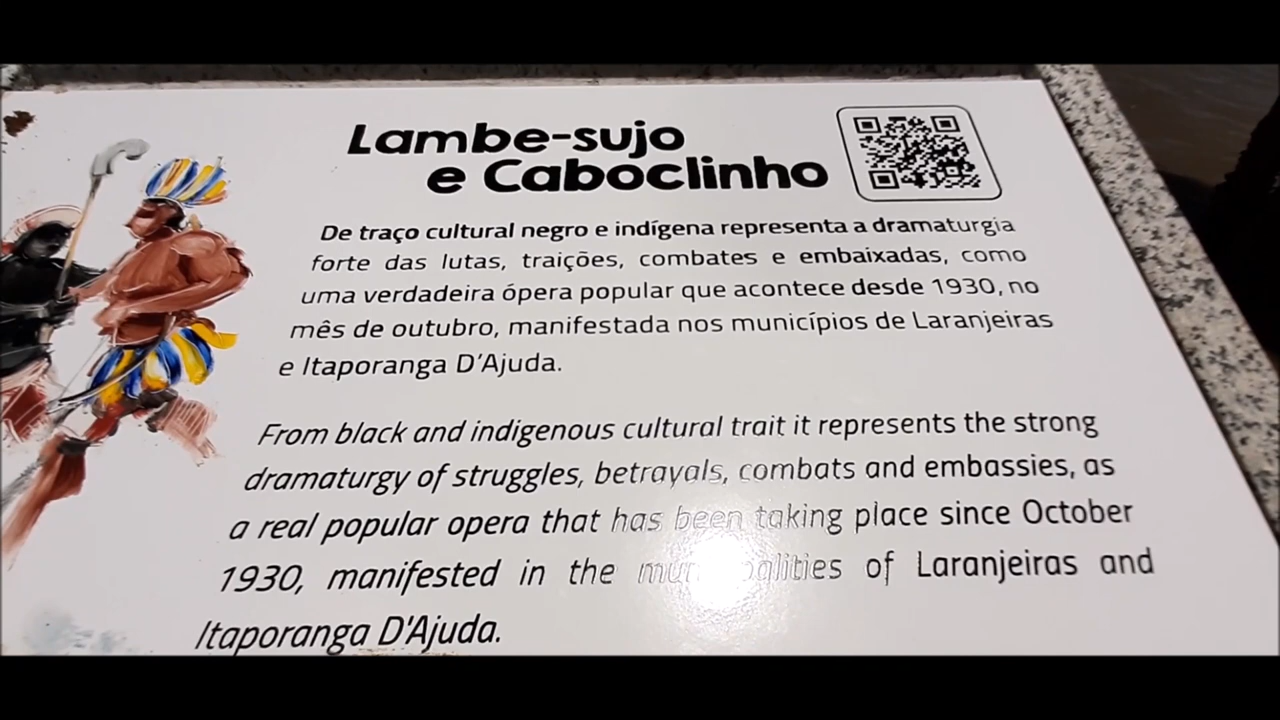 Lambe-sujo
e Caboclinho
De traço cultural negro e indígena representa a dramaturgia
forte das lutas, traições, combates e embaixadas, como
uma verdadeira ópera popular que acontece desde 1930, no
mês de outubro, manifestada nos municípios de Laranjeiras
e Itaporanga D'Ajuda.
From black and indigenous cultural trait it represents the strong
dramaturgy of struggles, betrayals, combats and embassies, as
a real popular opera that has been taking place since October
1930, manifested in the municipalities of Laranjeiras and
Itaporanga D'Ajuda.